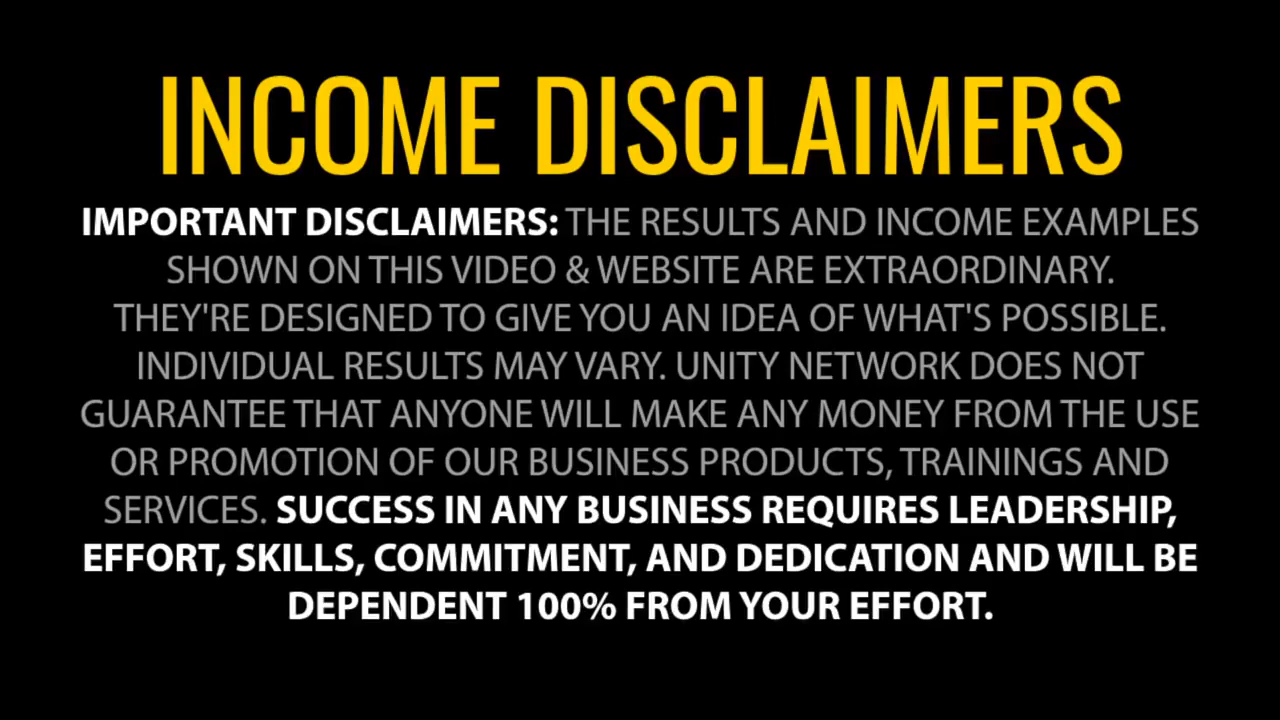 INCOME DISCLAIMERS
IMPORTANT DISCLAIMERS: THE RESULTS AND INCOME EXAMPLES
SHOWN ON THIS VIDEO & WEBSITE ARE EXTRAORDINARY.
THEY'RE DESIGNED TO GIVE YOU AN IDEA OF WHAT'S POSSIBLE.
INDIVIDUAL RESULTS MAY VARY. UNITY NETWORK DOES NOT
GUARANTEE THAT ANYONE WILL MAKE ANY MONEY FROM THE USE
OR PROMOTION OF OUR BUSINESS PRODUCTS, TRAININGS AND
SERVICES. SUCCESS IN ANY BUSINESS REQUIRES LEADERSHIP,
EFFORT, SKILLS, COMMITMENT, AND DEDICATION AND WILL BE
DEPENDENT 100% FROM YOUR EFFORT.